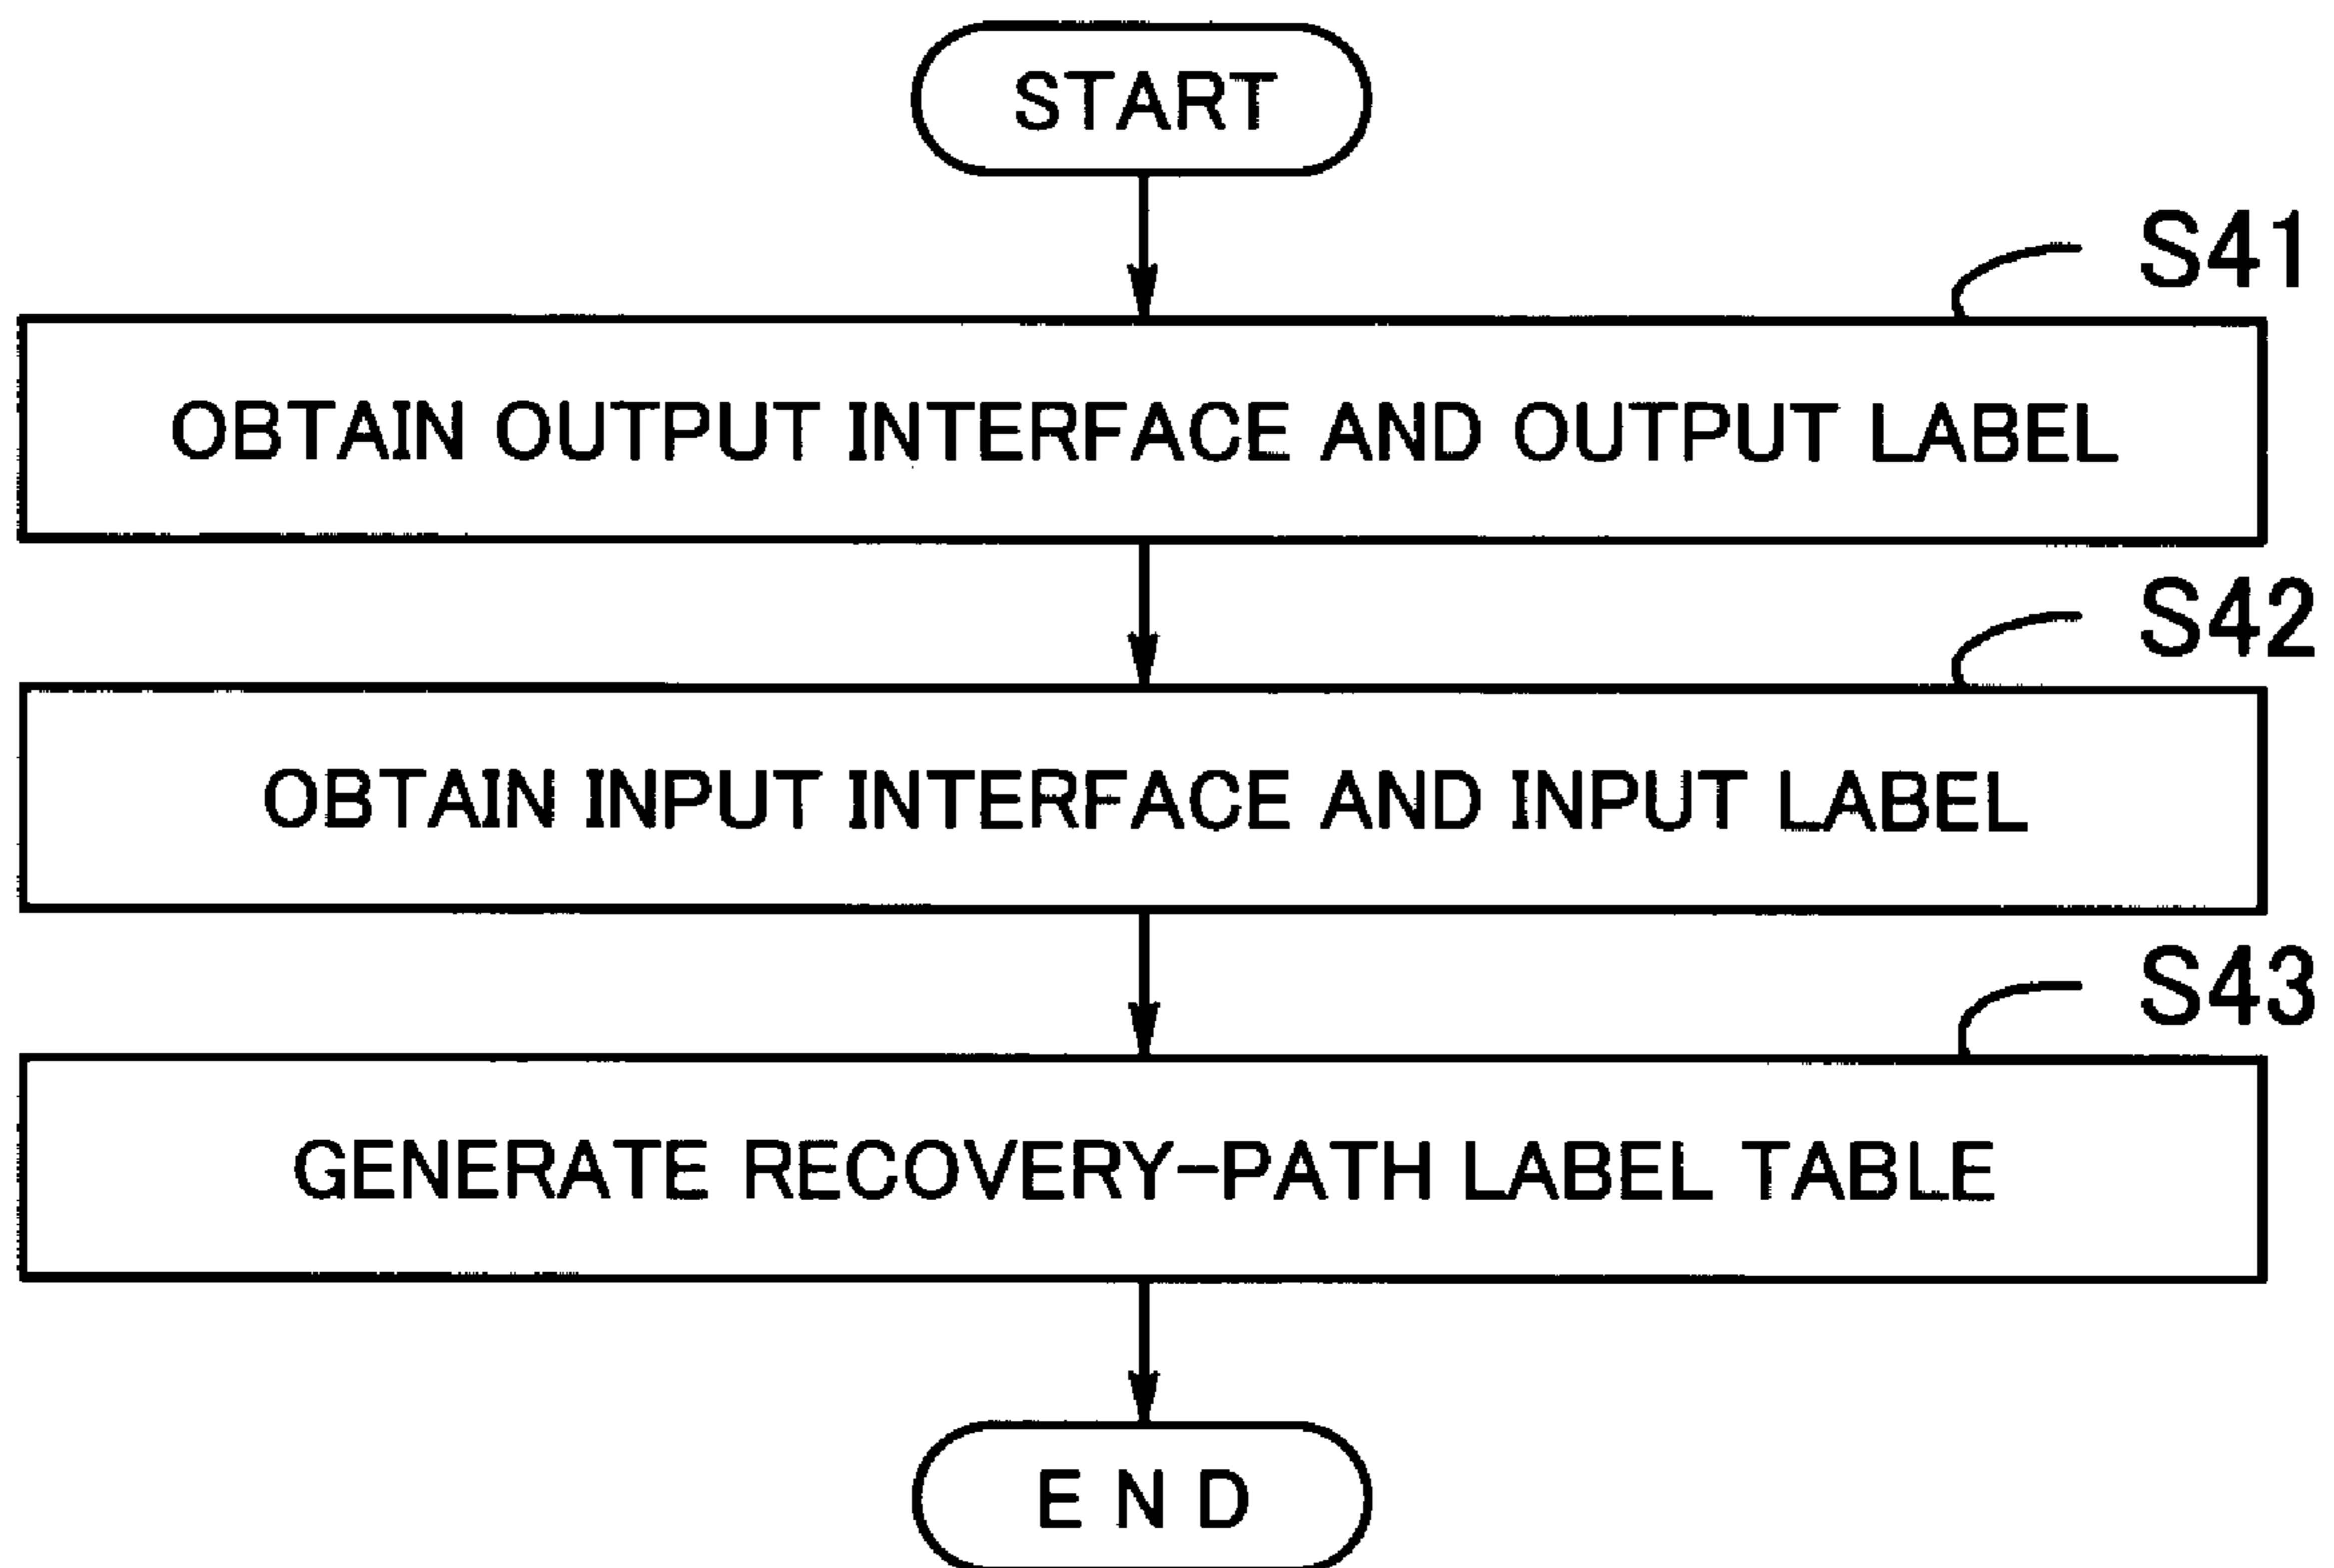 START
S41
OBTAIN OUTPUT INTERFACE AND OUTPUT LABEL
S42
OBTAIN INPUT INTERFACE AND INPUT LABEL
S43
GENERATE RECOVERY-PATH LABEL TABLE
END